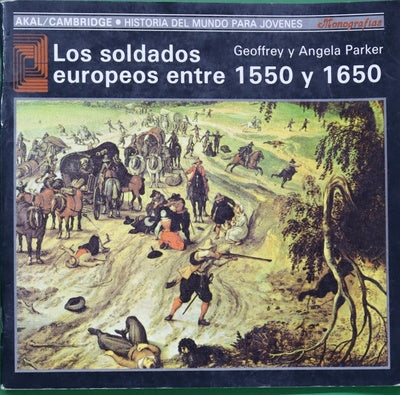 AKAL/CAMBRIDGE • HISTORIA DEL MUNDO PARA JOVENES Monografías
Los soldados Geoffrey y Angela Parker
europeos entre 1550 y 1650